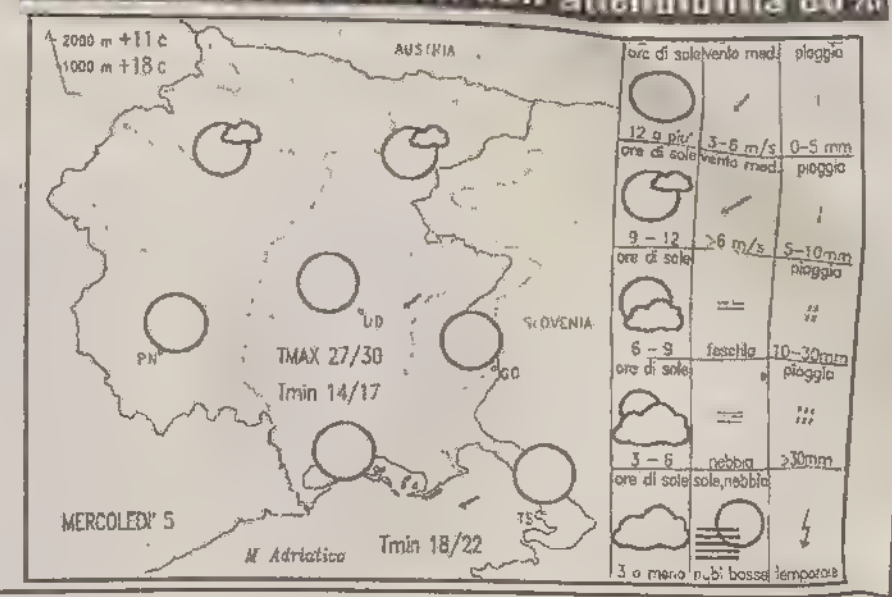 attendibilità 80%
2000 m +11 c
1000 m +18 c
AUSTRIA
UD
SLOVENIA
PN
TMAX 27/30
Tmin 14/17
GO
TS
MERCOLEDI' 5
M Adriatico
Tmin 18/22
ore di sole vento med. pioggia
12 o piu' 3-6 m/s 0-5 mm
ore di sole vento med. pioggia
9 - 12 >6 m/s 5-10mm
ore di sole pioggia
6 - 9 foschia 10-30mm
ore di sole pioggia
3 - 6 nebbia >30mm
ore di sole sole,nebbia
3 o meno nubi basse temporale